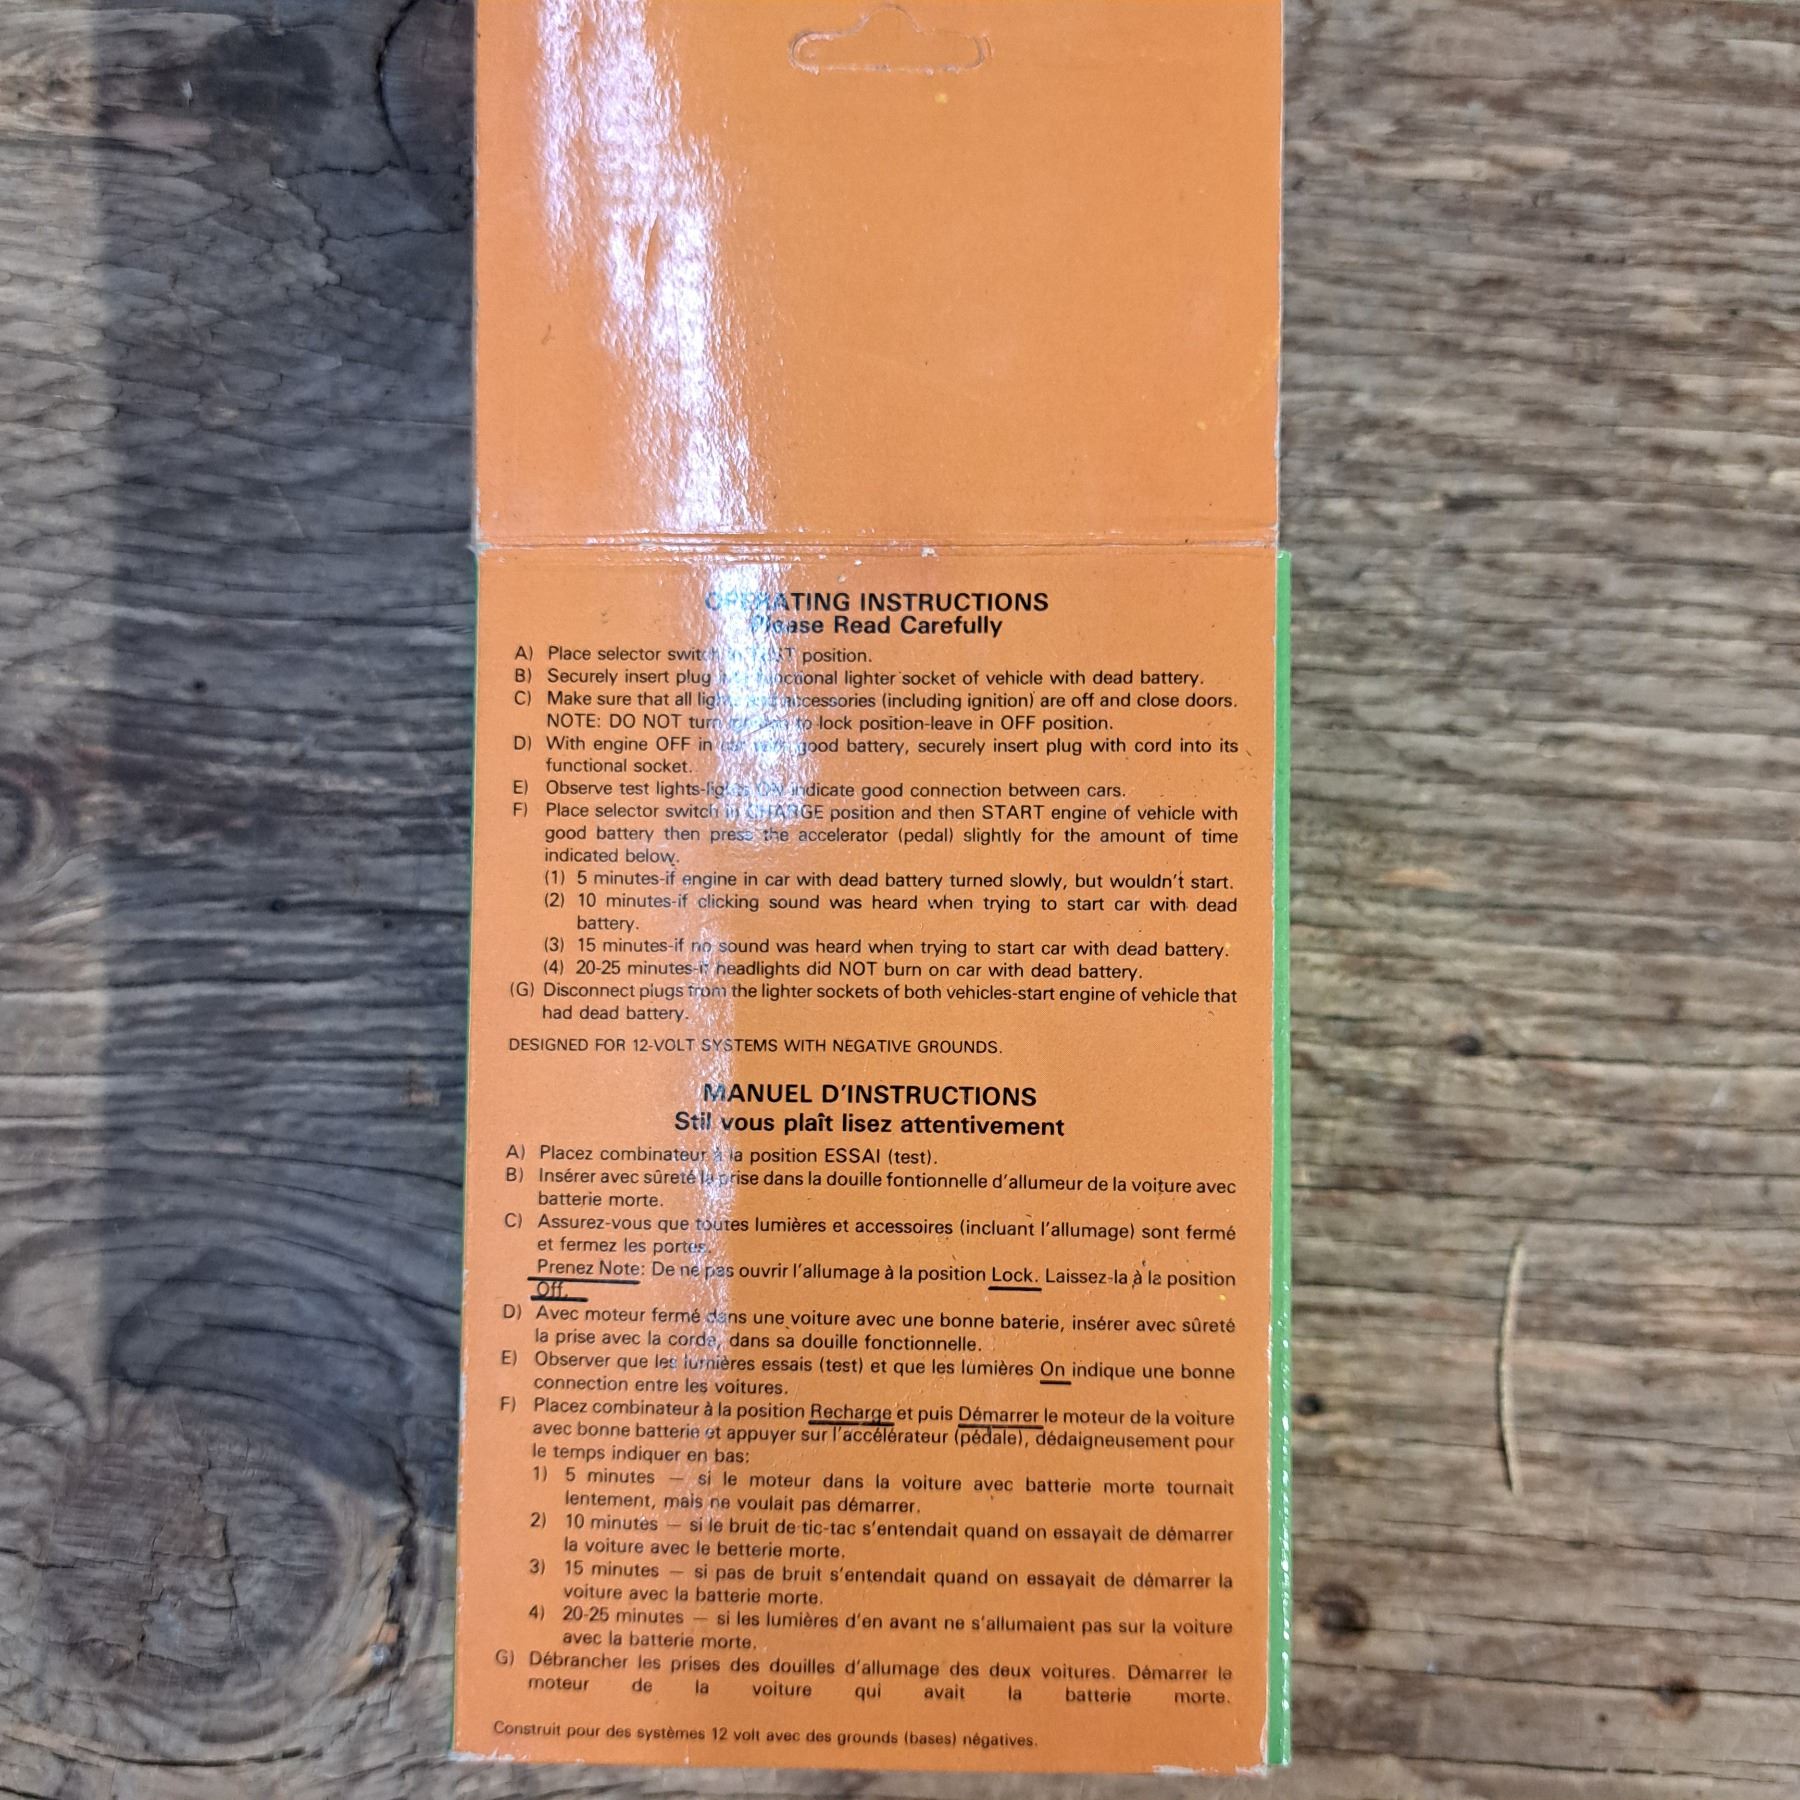 OPERATING INSTRUCTIONS
Please Read Carefully
A) Place selector switch in TEST position.
B) Securely insert plug functional lighter socket of vehicle with dead battery.
C) Make sure that all lights and accessories (including ignition) are off and close doors.
NOTE: DO NOT turn to lock position-leave in OFF position.
D) With engine OFF in car with good battery, securely insert plug with cord into its
functional socket.
E) Observe test lights-lights ON indicate good connection between cars.
F) Place selector switch in CHARGE position and then START engine of vehicle with
good battery then press the accelerator (pedal) slightly for the amount of time
indicated below.
(1) 5 minutes-if engine in car with dead battery turned slowly, but wouldn't start.
(2) 10 minutes-if clicking sound was heard when trying to start car with dead
battery.
(3) 15 minutes-if no sound was heard when trying to start car with dead battery.
(4) 20-25 minutes-if headlights did NOT burn on car with dead battery.
(G) Disconnect plugs from the lighter sockets of both vehicles-start engine of vehicle that
had dead battery.
DESIGNED FOR 12-VOLT SYSTEMS WITH NEGATIVE GROUNDS.
MANUEL D'INSTRUCTIONS
Stil vous plaît lisez attentivement
A) Placez combinateur à la position ESSAI (test).
B) Insérer avec sûreté la prise dans la douille fontionnelle d'allumeur de la voiture avec
batterie morte.
C) Assurez-vous que toutes lumières et accessoires (incluant l'allumage) sont fermé
et fermez les portes.
Prenez Note: De ne pas ouvrir l'allumage à la position Lock. Laissez-la à la position
Off.
D) Avec moteur fermé dans une voiture avec une bonne baterie, insérer avec sûreté
la prise avec la corde, dans sa douille fonctionnelle.
E) Observer que les lumières essais (test) et que les lumières On indique une bonne
connection entre les voitures.
F) Placez combinateur à la position Recharge et puis Démarrer le moteur de la voiture
avec bonne batterie et appuyer sur l'accélérateur (pédale), dédaigneusement pour
le temps indiquer en bas:
1) 5 minutes — si le moteur dans la voiture avec batterie morte tournait
lentement, mais ne voulait pas démarrer.
2) 10 minutes — si le bruit de tic-tac s'entendait quand on essayait de démarrer
la voiture avec le betterie morte.
3) 15 minutes — si pas de bruit s'entendait quand on essayait de démarrer la
voiture avec la batterie morte.
4) 20-25 minutes — si les lumières d'en avant ne s'allumaient pas sur la voiture
avec la batterie morte.
G) Débrancher les prises des douilles d'allumage des deux voitures. Démarrer le
moteur de la voiture qui avait la batterie morte.
Construit pour des systèmes 12 volt avec des grounds (bases) négatives.